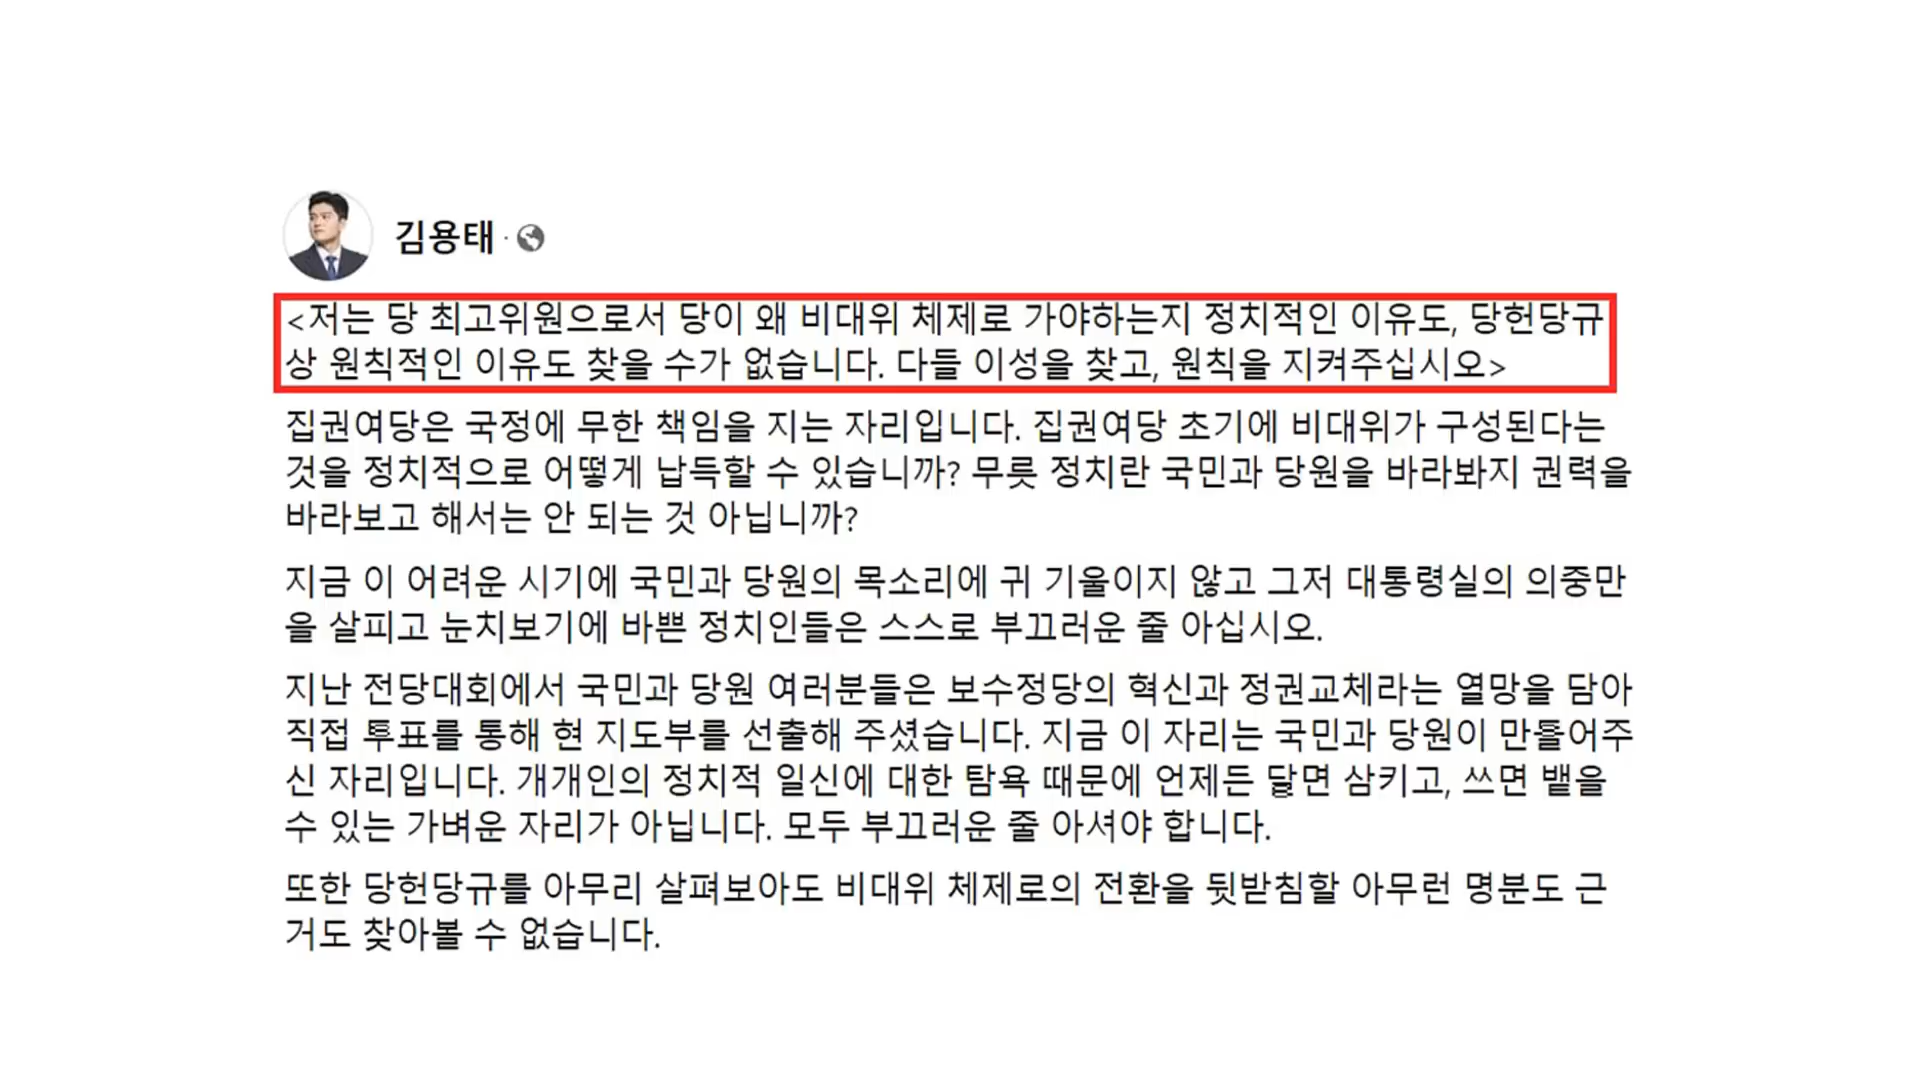 김용태
<저는 당 최고위원으로서 당이 왜 비대위 체제로 가야하는지 정치적인 이유도, 당헌당규
상 원칙적인 이유도 찾을 수가 없습니다. 다들 이성을 찾고, 원칙을 지켜주십시오>
집권여당은 국정에 무한 책임을 지는 자리입니다. 집권여당 초기에 비대위가 구성된다는
것을 정치적으로 어떻게 납득할 수 있습니까? 무릇 정치란 국민과 당원을 바라봐지 권력을
바라보고 해서는 안 되는 것 아닙니까?
지금 이 어려운 시기에 국민과 당원의 목소리에 귀 기울이지 않고 그저 대통령실의 의중만
을 살피고 눈치보기에 바쁜 정치인들은 스스로 부끄러운 줄 아십시오.
지난 전당대회에서 국민과 당원 여러분들은 보수정당의 혁신과 정권교체라는 열망을 담아
직접 투표를 통해 현 지도부를 선출해 주셨습니다. 지금 이 자리는 국민과 당원이 만들어주
신 자리입니다. 개개인의 정치적 일신에 대한 탐욕 때문에 언제든 달면 삼키고, 쓰면 뱉을
수 있는 가벼운 자리가 아닙니다. 모두 부끄러운 줄 아셔야 합니다.
또한 당헌당규를 아무리 살펴보아도 비대위 체제로의 전환을 뒷받침할 아무런 명분도 근
거도 찾아볼 수 없습니다.